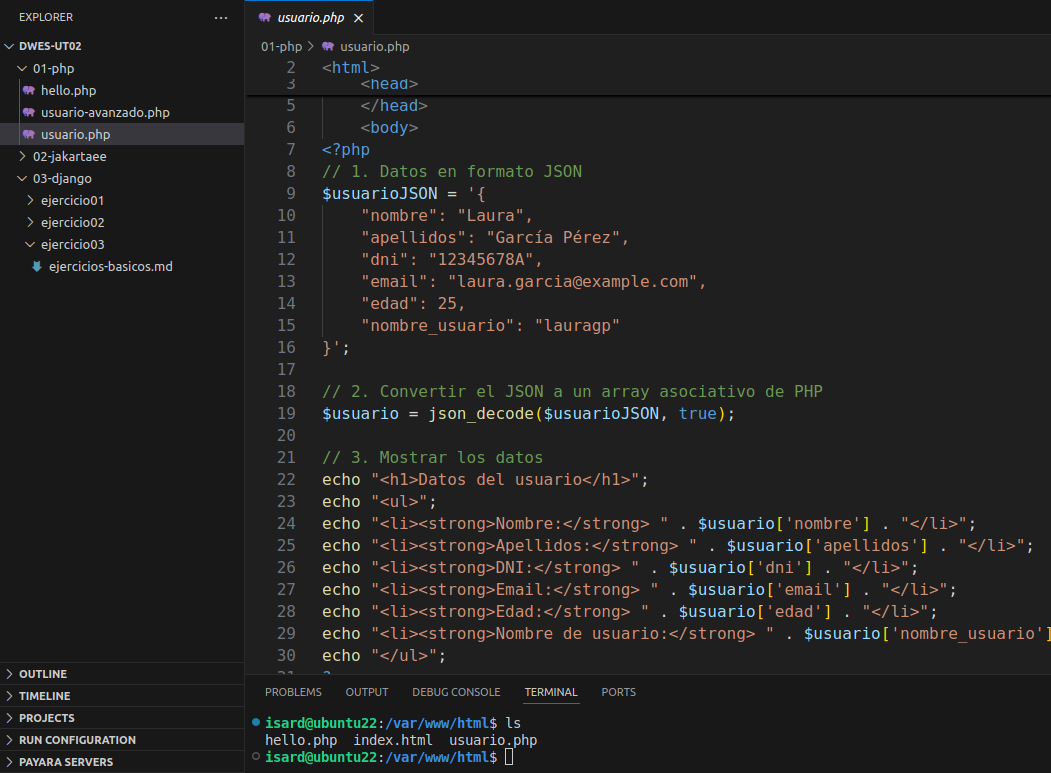 EXPLORER
DWES-UT02
01-php
hello.php
usuario-avanzado.php
usuario.php
02-jakartaee
03-django
ejercicio01
ejercicio02
ejercicio03
ejercicios-basicos.md
OUTLINE
TIMELINE
PROJECTS
RUN CONFIGURATION
PAYARA SERVERS
usuario.php
01-php > usuario.php
2 <html>
3     <head>
5     </head>
6     <body>
7 <?php
8 // 1. Datos en formato JSON
9 $usuarioJSON = '{
10     "nombre": "Laura",
11     "apellidos": "García Pérez",
12     "dni": "12345678A",
13     "email": "laura.garcia@example.com",
14     "edad": 25,
15     "nombre_usuario": "lauragp"
16 }';
17
18 // 2. Convertir el JSON a un array asociativo de PHP
19 $usuario = json_decode($usuarioJSON, true);
20
21 // 3. Mostrar los datos
22 echo "<h1>Datos del usuario</h1>";
23 echo "<ul>";
24 echo "<li><strong>Nombre:</strong> " . $usuario['nombre'] . "</li>";
25 echo "<li><strong>Apellidos:</strong> " . $usuario['apellidos'] . "</li>";
26 echo "<li><strong>DNI:</strong> " . $usuario['dni'] . "</li>";
27 echo "<li><strong>Email:</strong> " . $usuario['email'] . "</li>";
28 echo "<li><strong>Edad:</strong> " . $usuario['edad'] . "</li>";
29 echo "<li><strong>Nombre de usuario:</strong> " . $usuario['nombre_usuario']
30 echo "</ul>";
PROBLEMS OUTPUT DEBUG CONSOLE TERMINAL PORTS
isard@ubuntu22:/var/www/html$ ls
hello.php  index.html  usuario.php
isard@ubuntu22:/var/www/html$